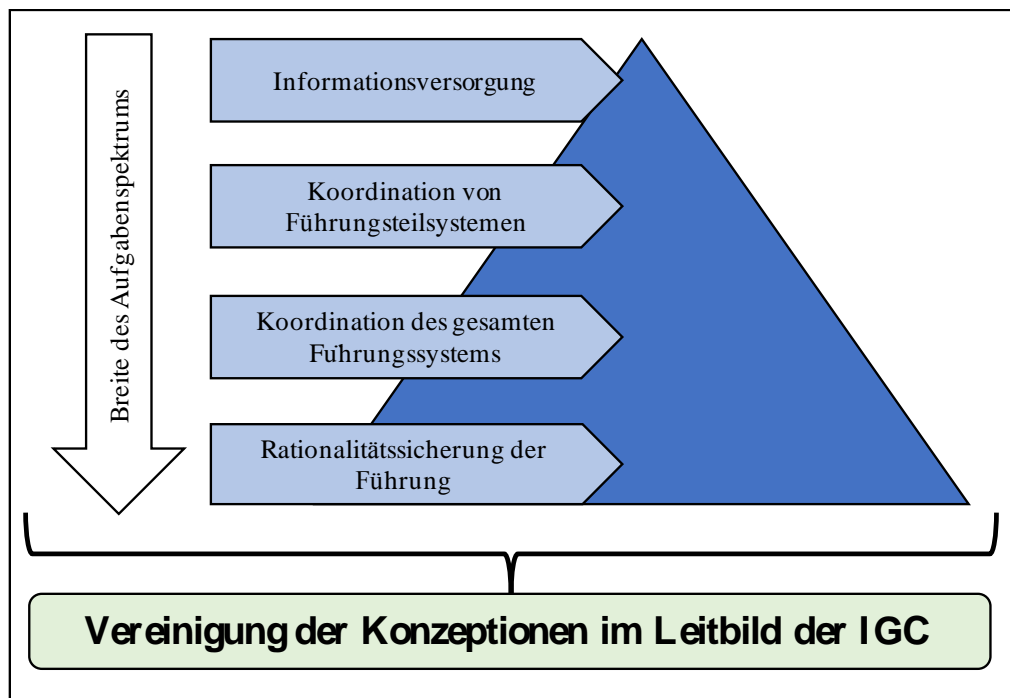 Breite des Aufgabenspektrums
Informationsversorgung
Koordination von
Führungsteilsystemen
Koordination des gesamten
Führungssystems
Rationalitätssicherung der
Führung
Vereinigung der Konzeptionen im Leitbild der IGC